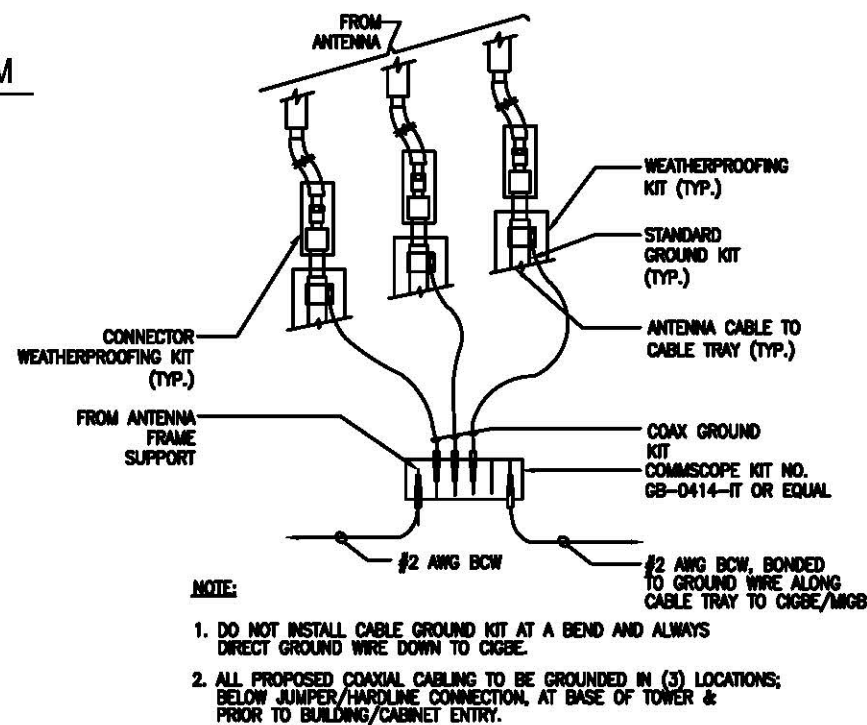 M
FROM
ANTENNA
WEATHERPROOFING
KIT (TYP.)
STANDARD
GROUND KIT
(TYP.)
ANTENNA CABLE TO
CABLE TRAY (TYP.)
CONNECTOR
WEATHERPROOFING KIT
(TYP.)
FROM ANTENNA
FRAME
SUPPORT
COAX GROUND
KIT
COMMSCOPE KIT NO.
GB-0414-IT OR EQUAL
#2 AWG BCW
#2 AWG BCW, BONDED
TO GROUND WIRE ALONG
CABLE TRAY TO CIGBE/MIGB
NOTE:
1. DO NOT INSTALL CABLE GROUND KIT AT A BEND AND ALWAYS
DIRECT GROUND WIRE DOWN TO CIGBE.
2. ALL PROPOSED COAXIAL CABLING TO BE GROUNDED IN (3) LOCATIONS;
BELOW JUMPER/HARDLINE CONNECTION, AT BASE OF TOWER &
PRIOR TO BUILDING/CABINET ENTRY.